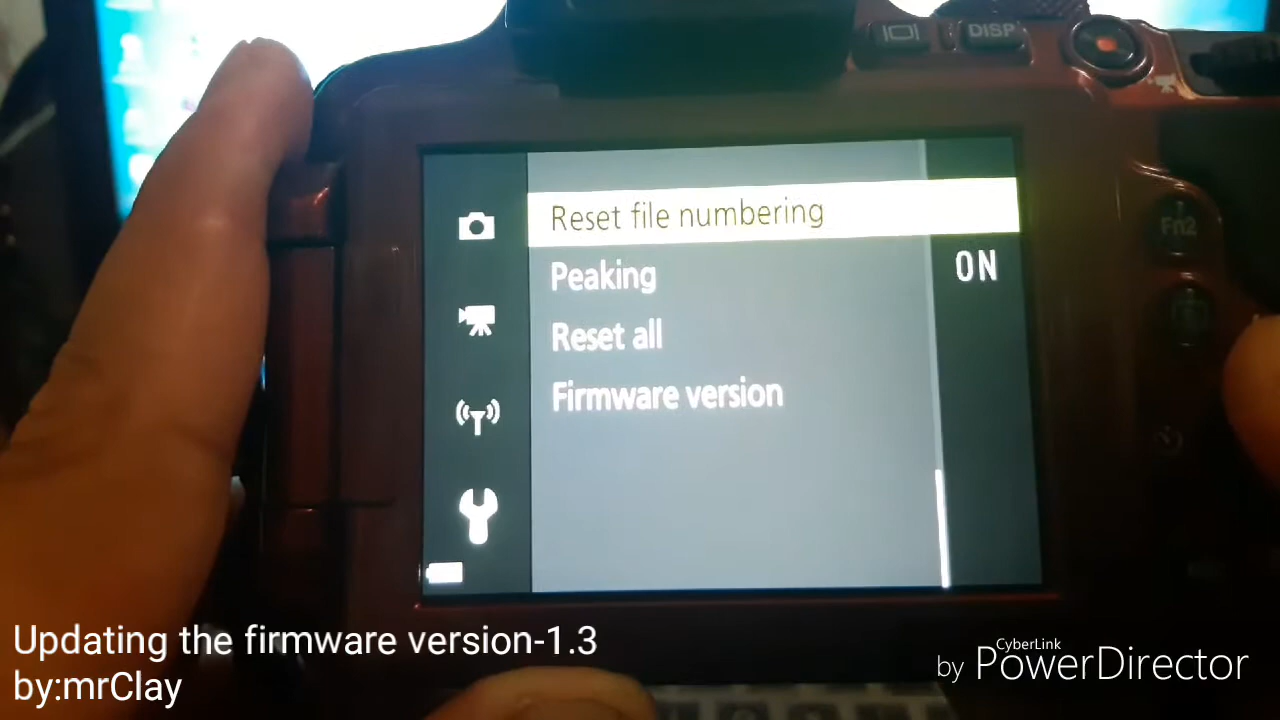 DISP
Fn2
Reset file numbering
Peaking ON
Reset all
Firmware version
Updating the firmware version-1.3
by:mrClay
CyberLink
by PowerDirector